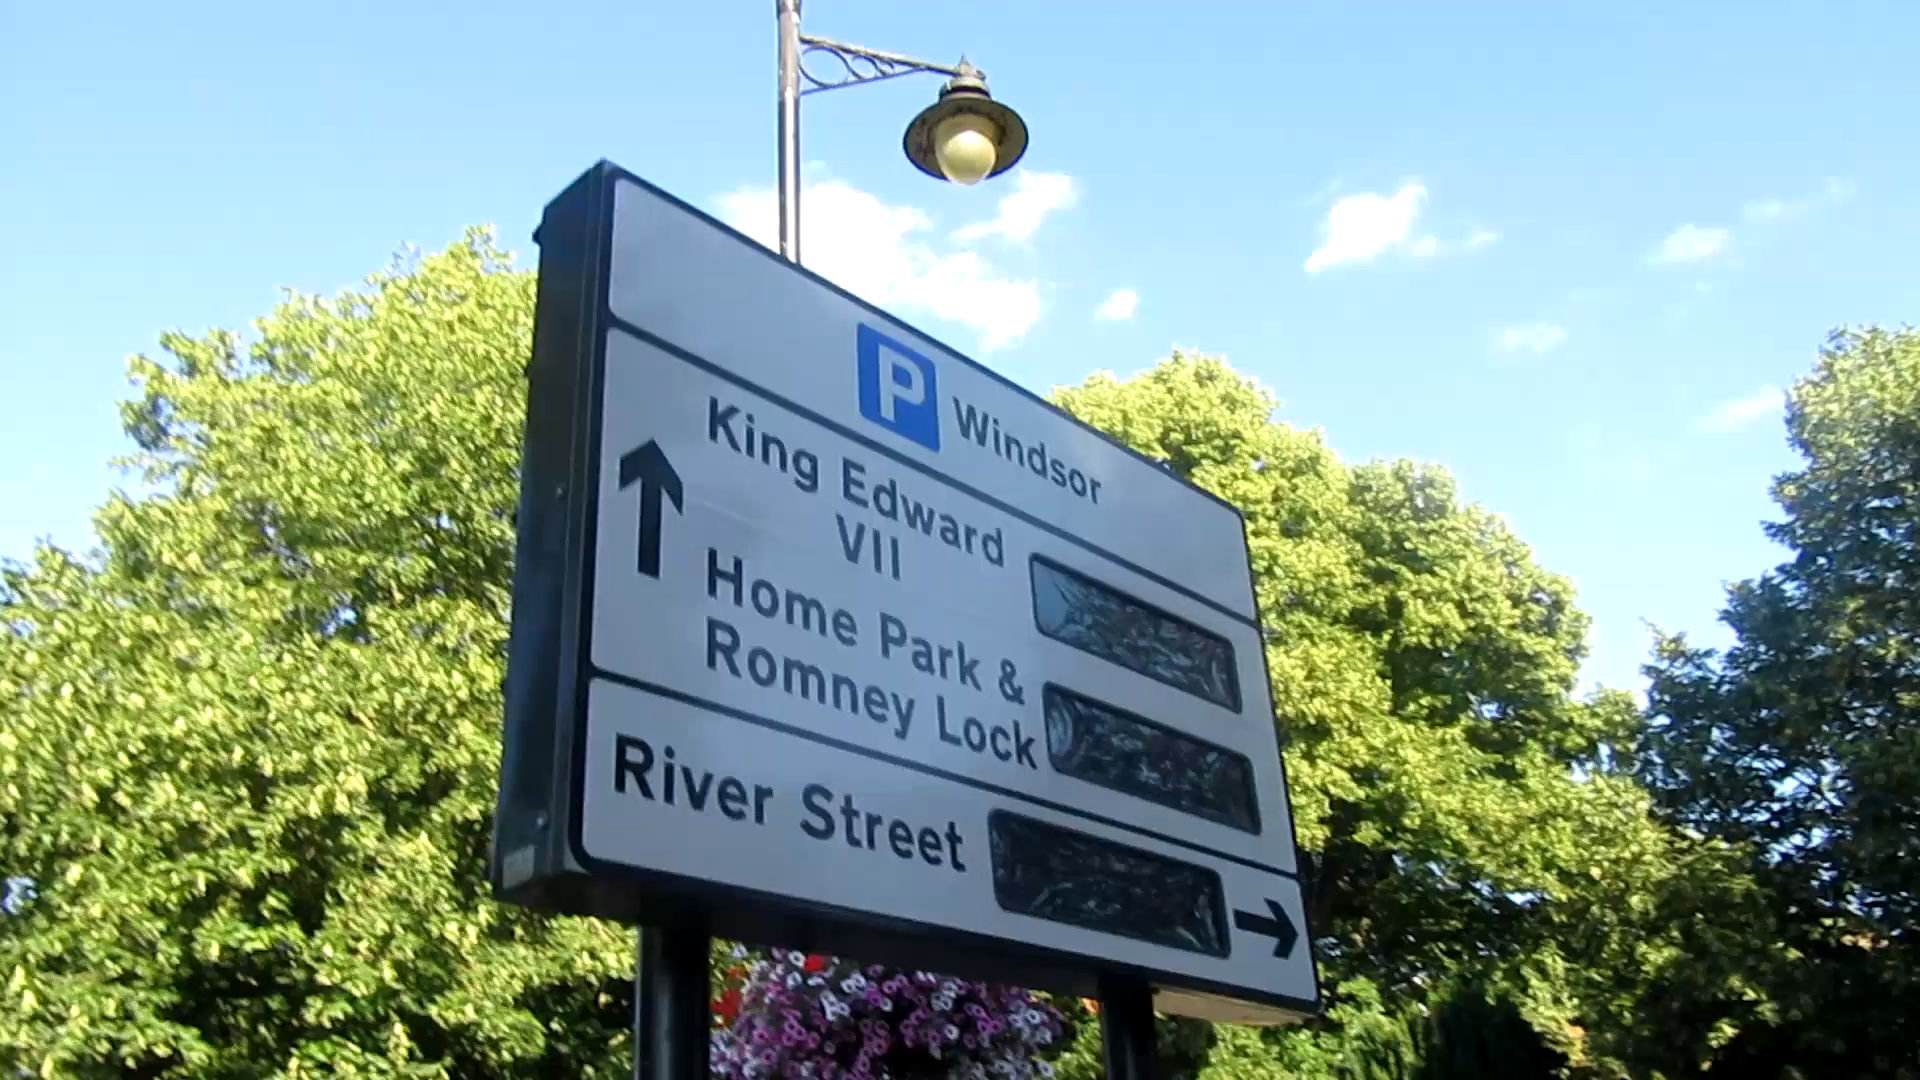 P Windsor
King Edward
VII
Home Park &
Romney Lock
River Street